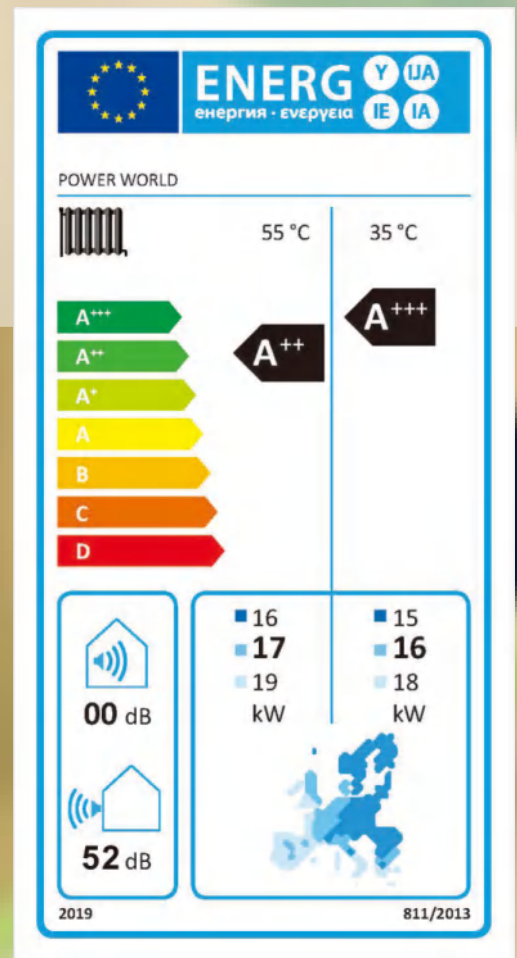 ENERG Y IJA
енергия · ενεργεια IE IA
POWER WORLD
55 °C 35 °C
A+++
A++
A+
A
B
C
D
A++
A+++
00 dB
52 dB
16 15
17 16
19 18
kW kW
2019 811/2013